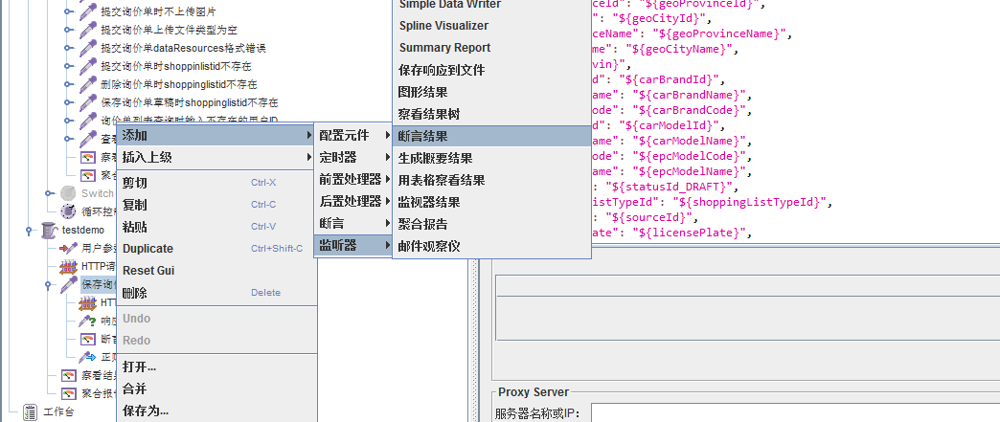 提交询价单时不上传图片
提交询价单上传文件类型为空
提交询价单dataResources格式错误
提交询价单时shoppinlistid不存在
删除询价单时shoppinglistid不存在
保存询价单草稿时shoppinglistid不存在
询价单列表查询时输入不存在的用户ID
查看
察看
聚合
Switch
循环控
testdemo
用户参
HTTP请
保存询
HT
响应
断言
正则
察看结
聚合报
工作台
添加
插入上级
剪切 Ctrl-X
复制 Ctrl-C
粘贴 Ctrl-V
Duplicate Ctrl+Shift-C
Reset Gui
删除 Delete
Undo
Redo
打开...
合并
保存为...
配置元件
定时器
前置处理器
后置处理器
断言
监听器
Simple Data Writer
Spline Visualizer
Summary Report
保存响应到文件
图形结果
察看结果树
断言结果
生成概要结果
用表格察看结果
监视器结果
聚合报告
邮件观察仪
ceId": "${geoProvinceId}",
": "${geoCityId}",
ceName": "${geoProvinceName}",
me": "${geoCityName}",
vin}",
d": "${carBrandId}",
ame": "${carBrandName}",
ode": "${carBrandCode}",
d": "${carModelId}",
ame": "${carModelName}",
ode": "${epcModelCode}",
ame": "${epcModelName}",
": "${statusId_DRAFT}",
istTypeId": "${shoppingListTypeId}",
": "${sourceId}",
ate": "${licensePlate}",
Proxy Server
服务器名称或IP：